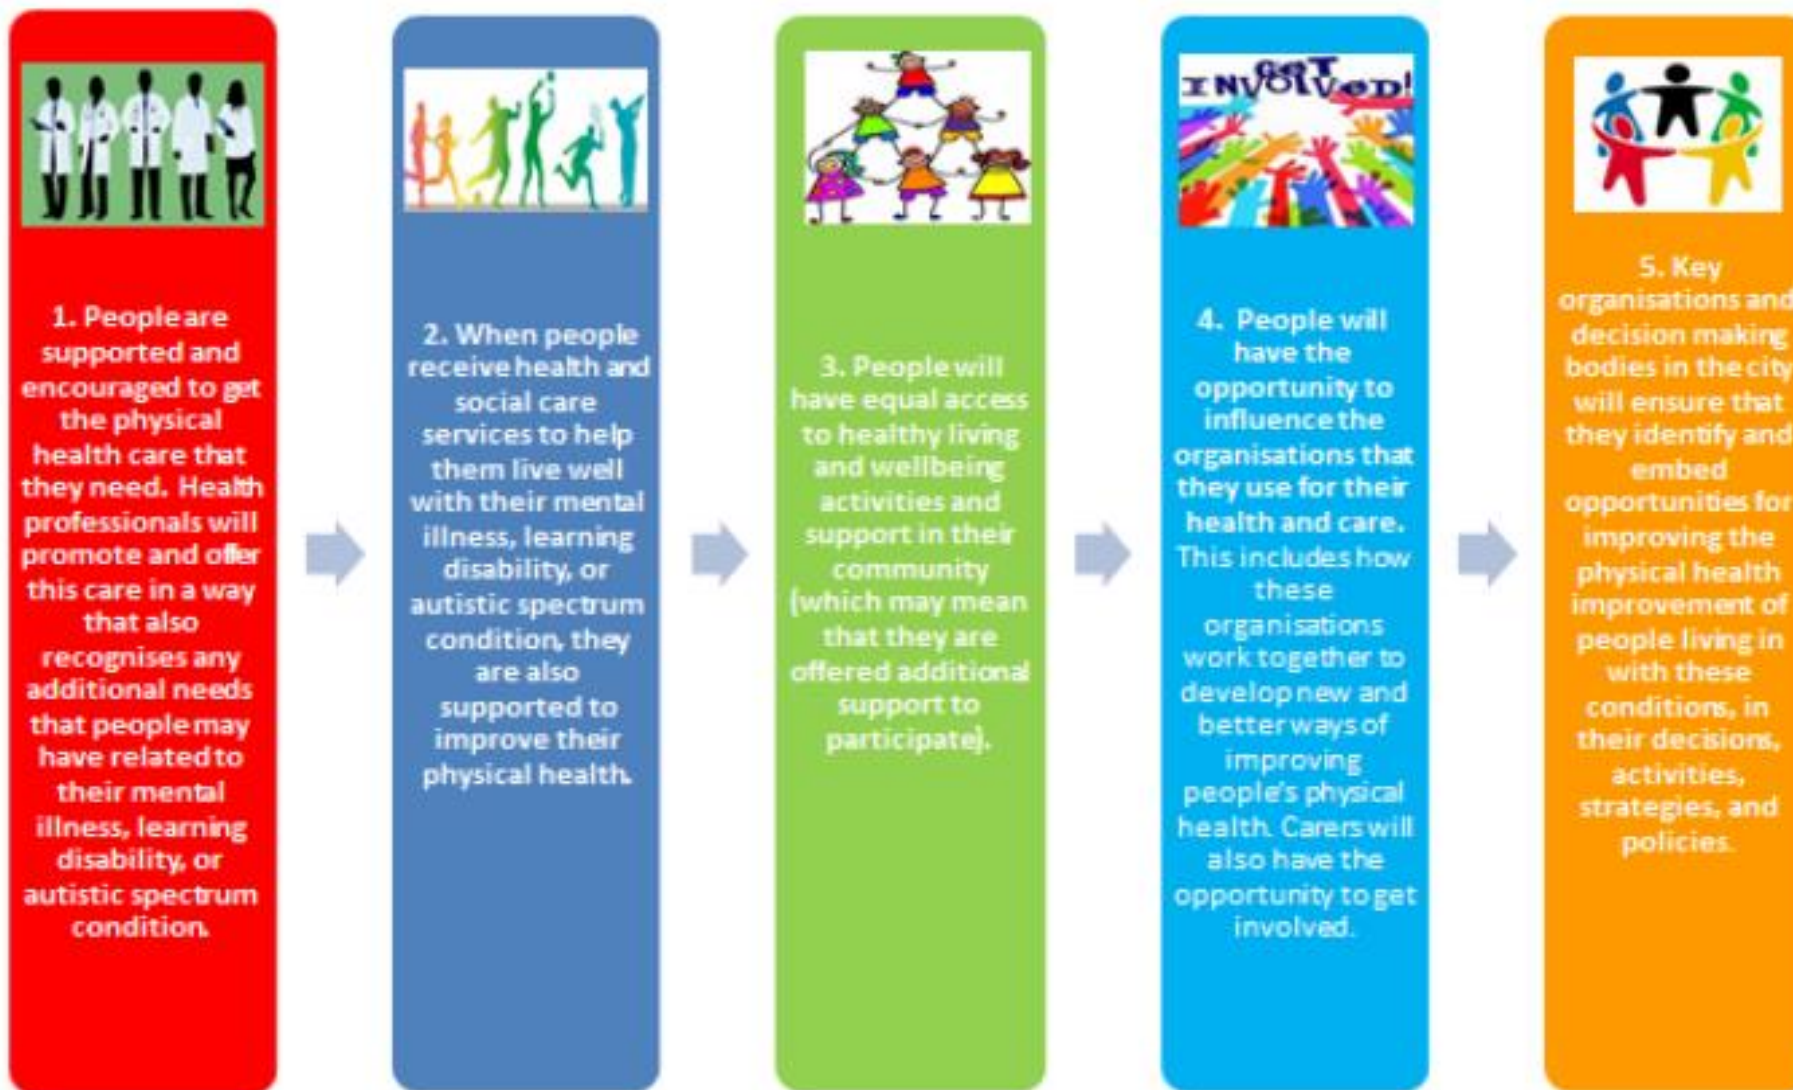 1. People are
supported and
encouraged to get
the physical
health care that
they need. Health
professionals will
promote and offer
this care in a way
that also
recognises any
additional needs
that people may
have related to
their mental
illness, learning
disability, or
autistic spectrum
condition.
2. When people
receive health and
social care
services to help
them live well
with their mental
illness, learning
disability, or
autistic spectrum
condition, they
are also
supported to
improve their
physical health.
3. People will
have equal access
to healthy living
and wellbeing
activities and
support in their
community
(which may mean
that they are
offered additional
support to
participate).
GET
INVOLVED!
4. People will
have the
opportunity to
influence the
organisations that
they use for their
health and care.
This includes how
these
organisations
work together to
develop new and
better ways of
improving
people's physical
health. Carers will
also have the
opportunity to get
involved.
5. Key
organisations and
decision making
bodies in the city
will ensure that
they identify and
embed
opportunities for
improving the
physical health
improvement of
people living in
with these
conditions, in
their decisions,
activities,
strategies, and
policies.